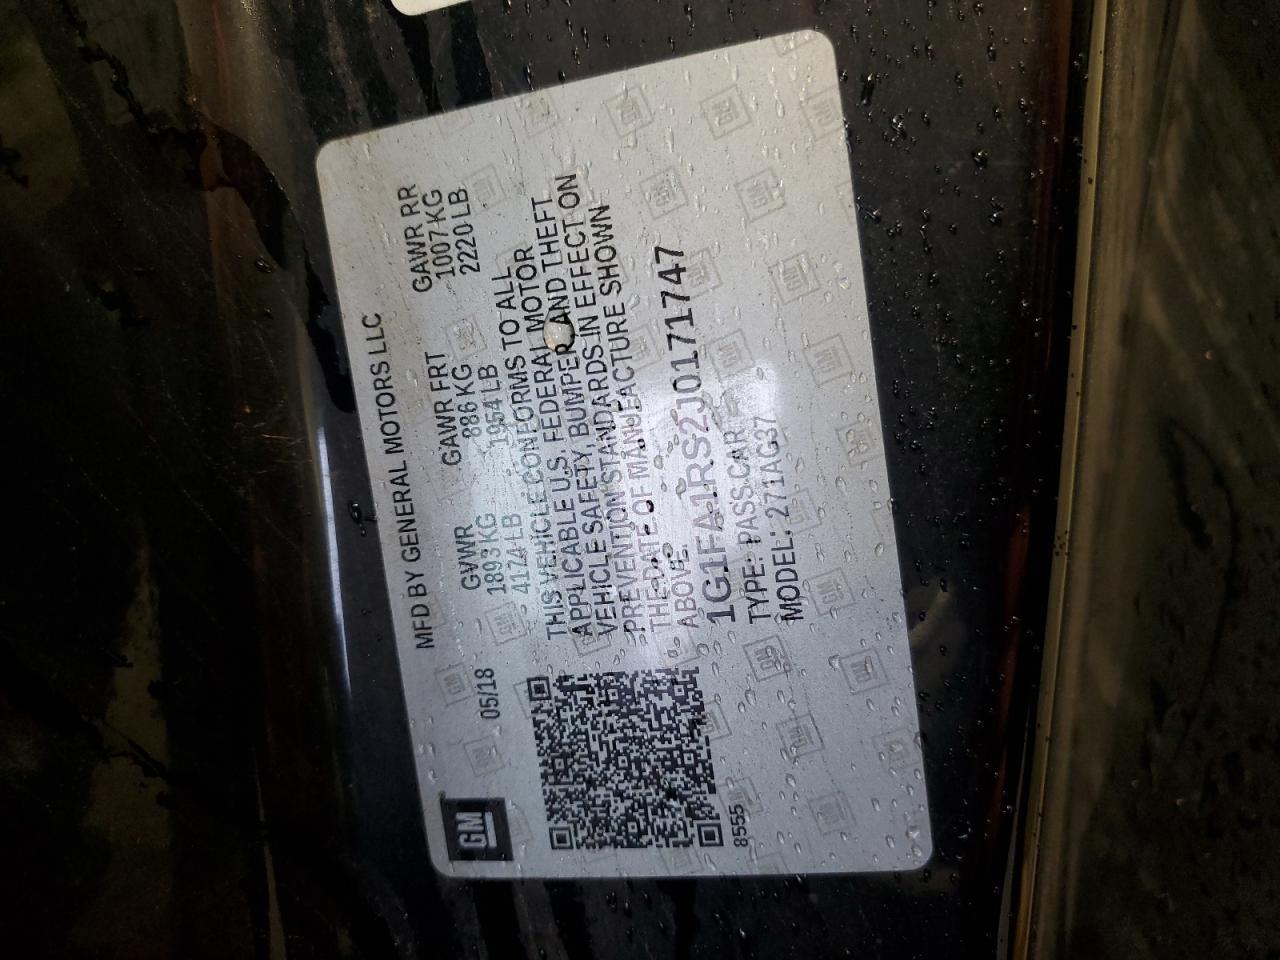 GM
MFD BY GENERAL MOTORS LLC
05/18
GVWR GAWR FRT GAWR RR
1893 KG 886 KG 1007 KG
4174 LB 1954 LB 2220 LB
THIS VEHICLE CONFORMS TO ALL
APPLICABLE U.S. FEDERAL MOTOR
VEHICLE SAFETY, BUMPER, AND THEFT
PREVENTION STANDARDS IN EFFECT ON
THE DATE OF MANUFACTURE SHOWN
ABOVE.
1G1FA1RS2J0171747
TYPE: PASS CAR
MODEL: 271AG37
8555